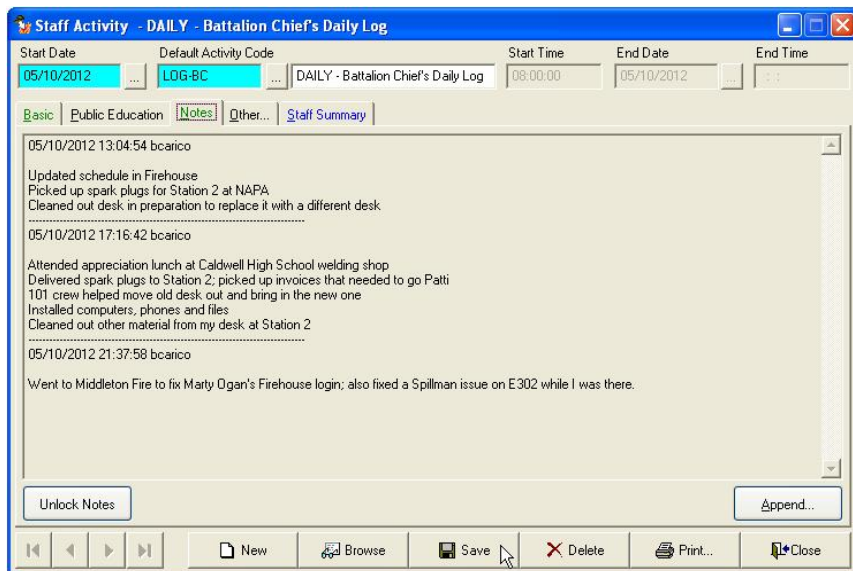 Staff Activity - DAILY - Battalion Chief's Daily Log
Start Date Default Activity Code Start Time End Date End Time
05/10/2012 ... LOG-BC ... DAILY - Battalion Chief's Daily Log 08:00:00 05/10/2012 ... : :
Basic Public Education Notes Other... Staff Summary
05/10/2012 13:04:54 bcarico
Updated schedule in Firehouse
Picked up spark plugs for Station 2 at NAPA
Cleaned out desk in preparation to replace it with a different desk
--------------------------------------------------------------------------------
05/10/2012 17:16:42 bcarico
Attended appreciation lunch at Caldwell High School welding shop
Delivered spark plugs to Station 2; picked up invoices that needed to go Patti
101 crew helped move old desk out and bring in the new one
Installed computers, phones and files
Cleaned out other material from my desk at Station 2
--------------------------------------------------------------------------------
05/10/2012 21:37:58 bcarico
Went to Middleton Fire to fix Marty Ogan's Firehouse login; also fixed a Spillman issue on E302 while I was there.
Unlock Notes Append...
New Browse Save Delete Print... Close